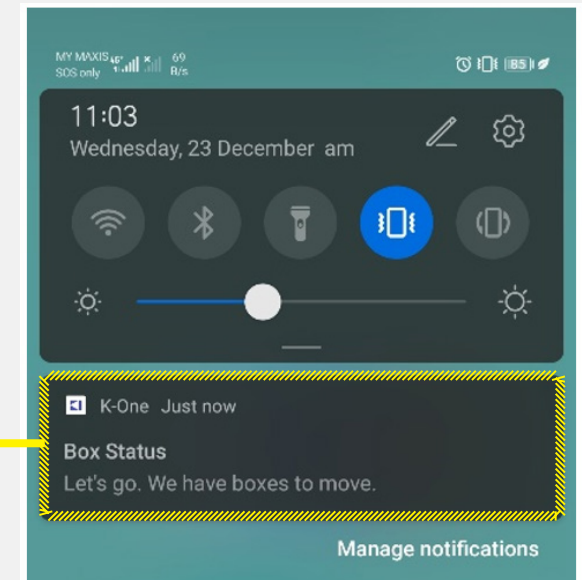 MY MAXIS 4G+ 69
SOS only B/s 85
11:03
Wednesday, 23 December am
K-One Just now
Box Status
Let's go. We have boxes to move.
Manage notifications